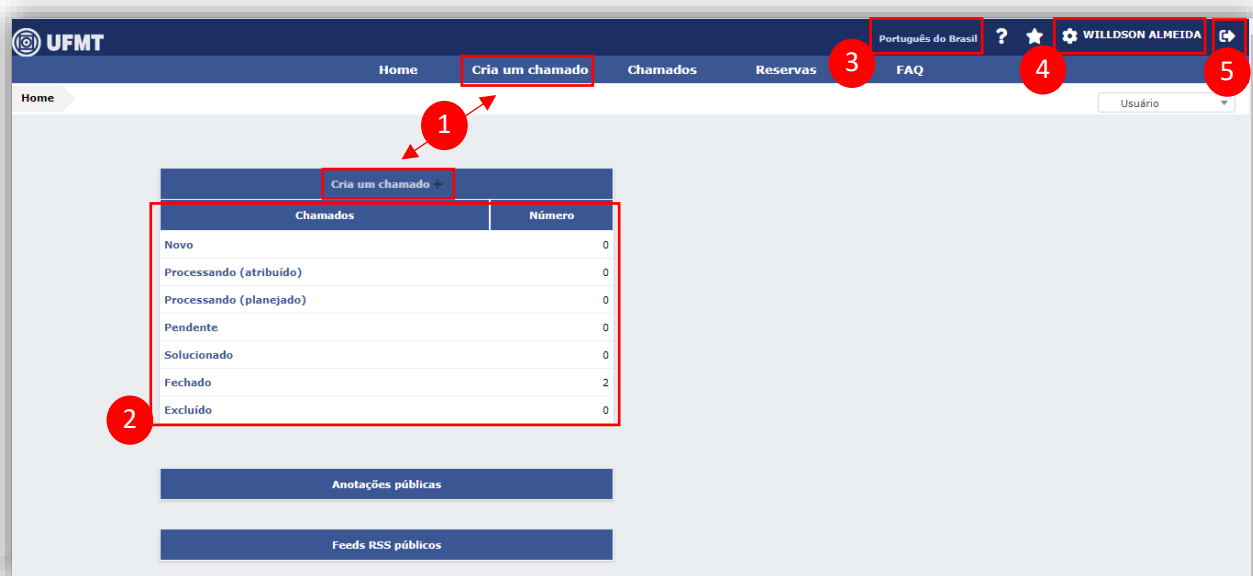 UFMT
Português do Brasil ? WILLDSON ALMEIDA
3 4 5
Home Cria um chamado Chamados Reservas FAQ
Home
Usuário
1
Cria um chamado +
Chamados Número
Novo 0
Processando (atribuído) 0
Processando (planejado) 0
Pendente 0
Solucionado 0
Fechado 2
Excluído 0
2
Anotações públicas
Feeds RSS públicos